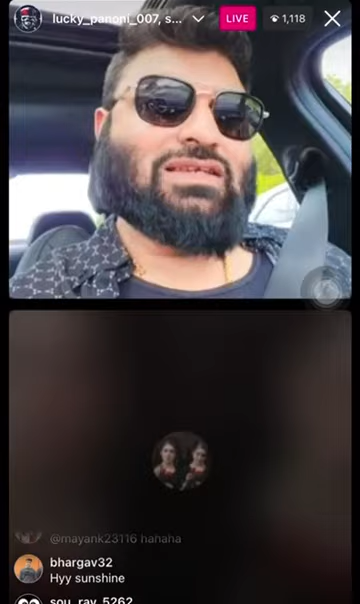 lucky_panoni_007, s...
LIVE
1,118
@mayank23116 hahaha
bhargav32
Hyy sunshine
sou_ray_5262